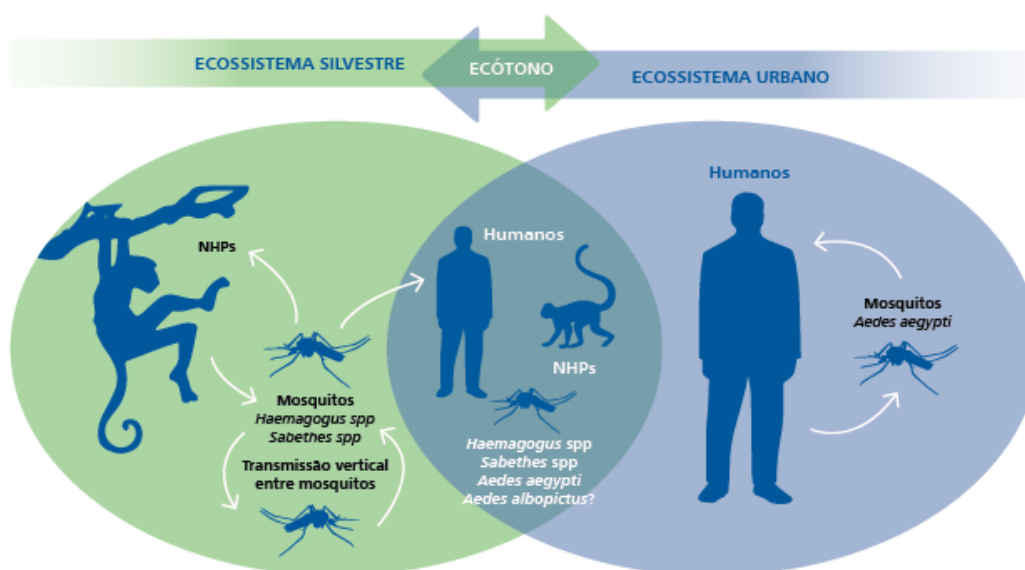 ECOSSISTEMA SILVESTRE
ECÓTONO
ECOSSISTEMA URBANO
NHPs
Mosquitos
Haemagogus spp
Sabethes spp
Transmissão vertical
entre mosquitos
Humanos
NHPs
Haemagogus spp
Sabethes spp
Aedes aegypti
Aedes albopictus?
Humanos
Mosquitos
Aedes aegypti